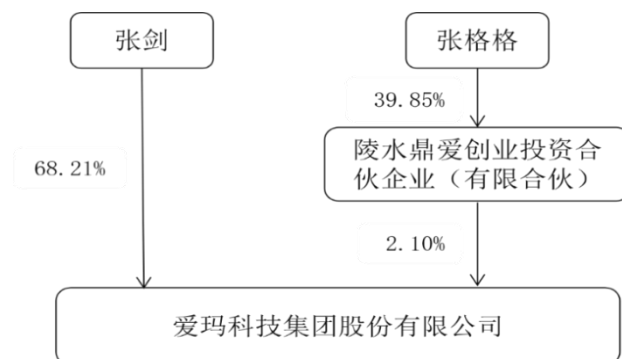 张剑
张格格
39.85%
陵水鼎爱创业投资合
伙企业（有限合伙）
68.21%
2.10%
爱玛科技集团股份有限公司